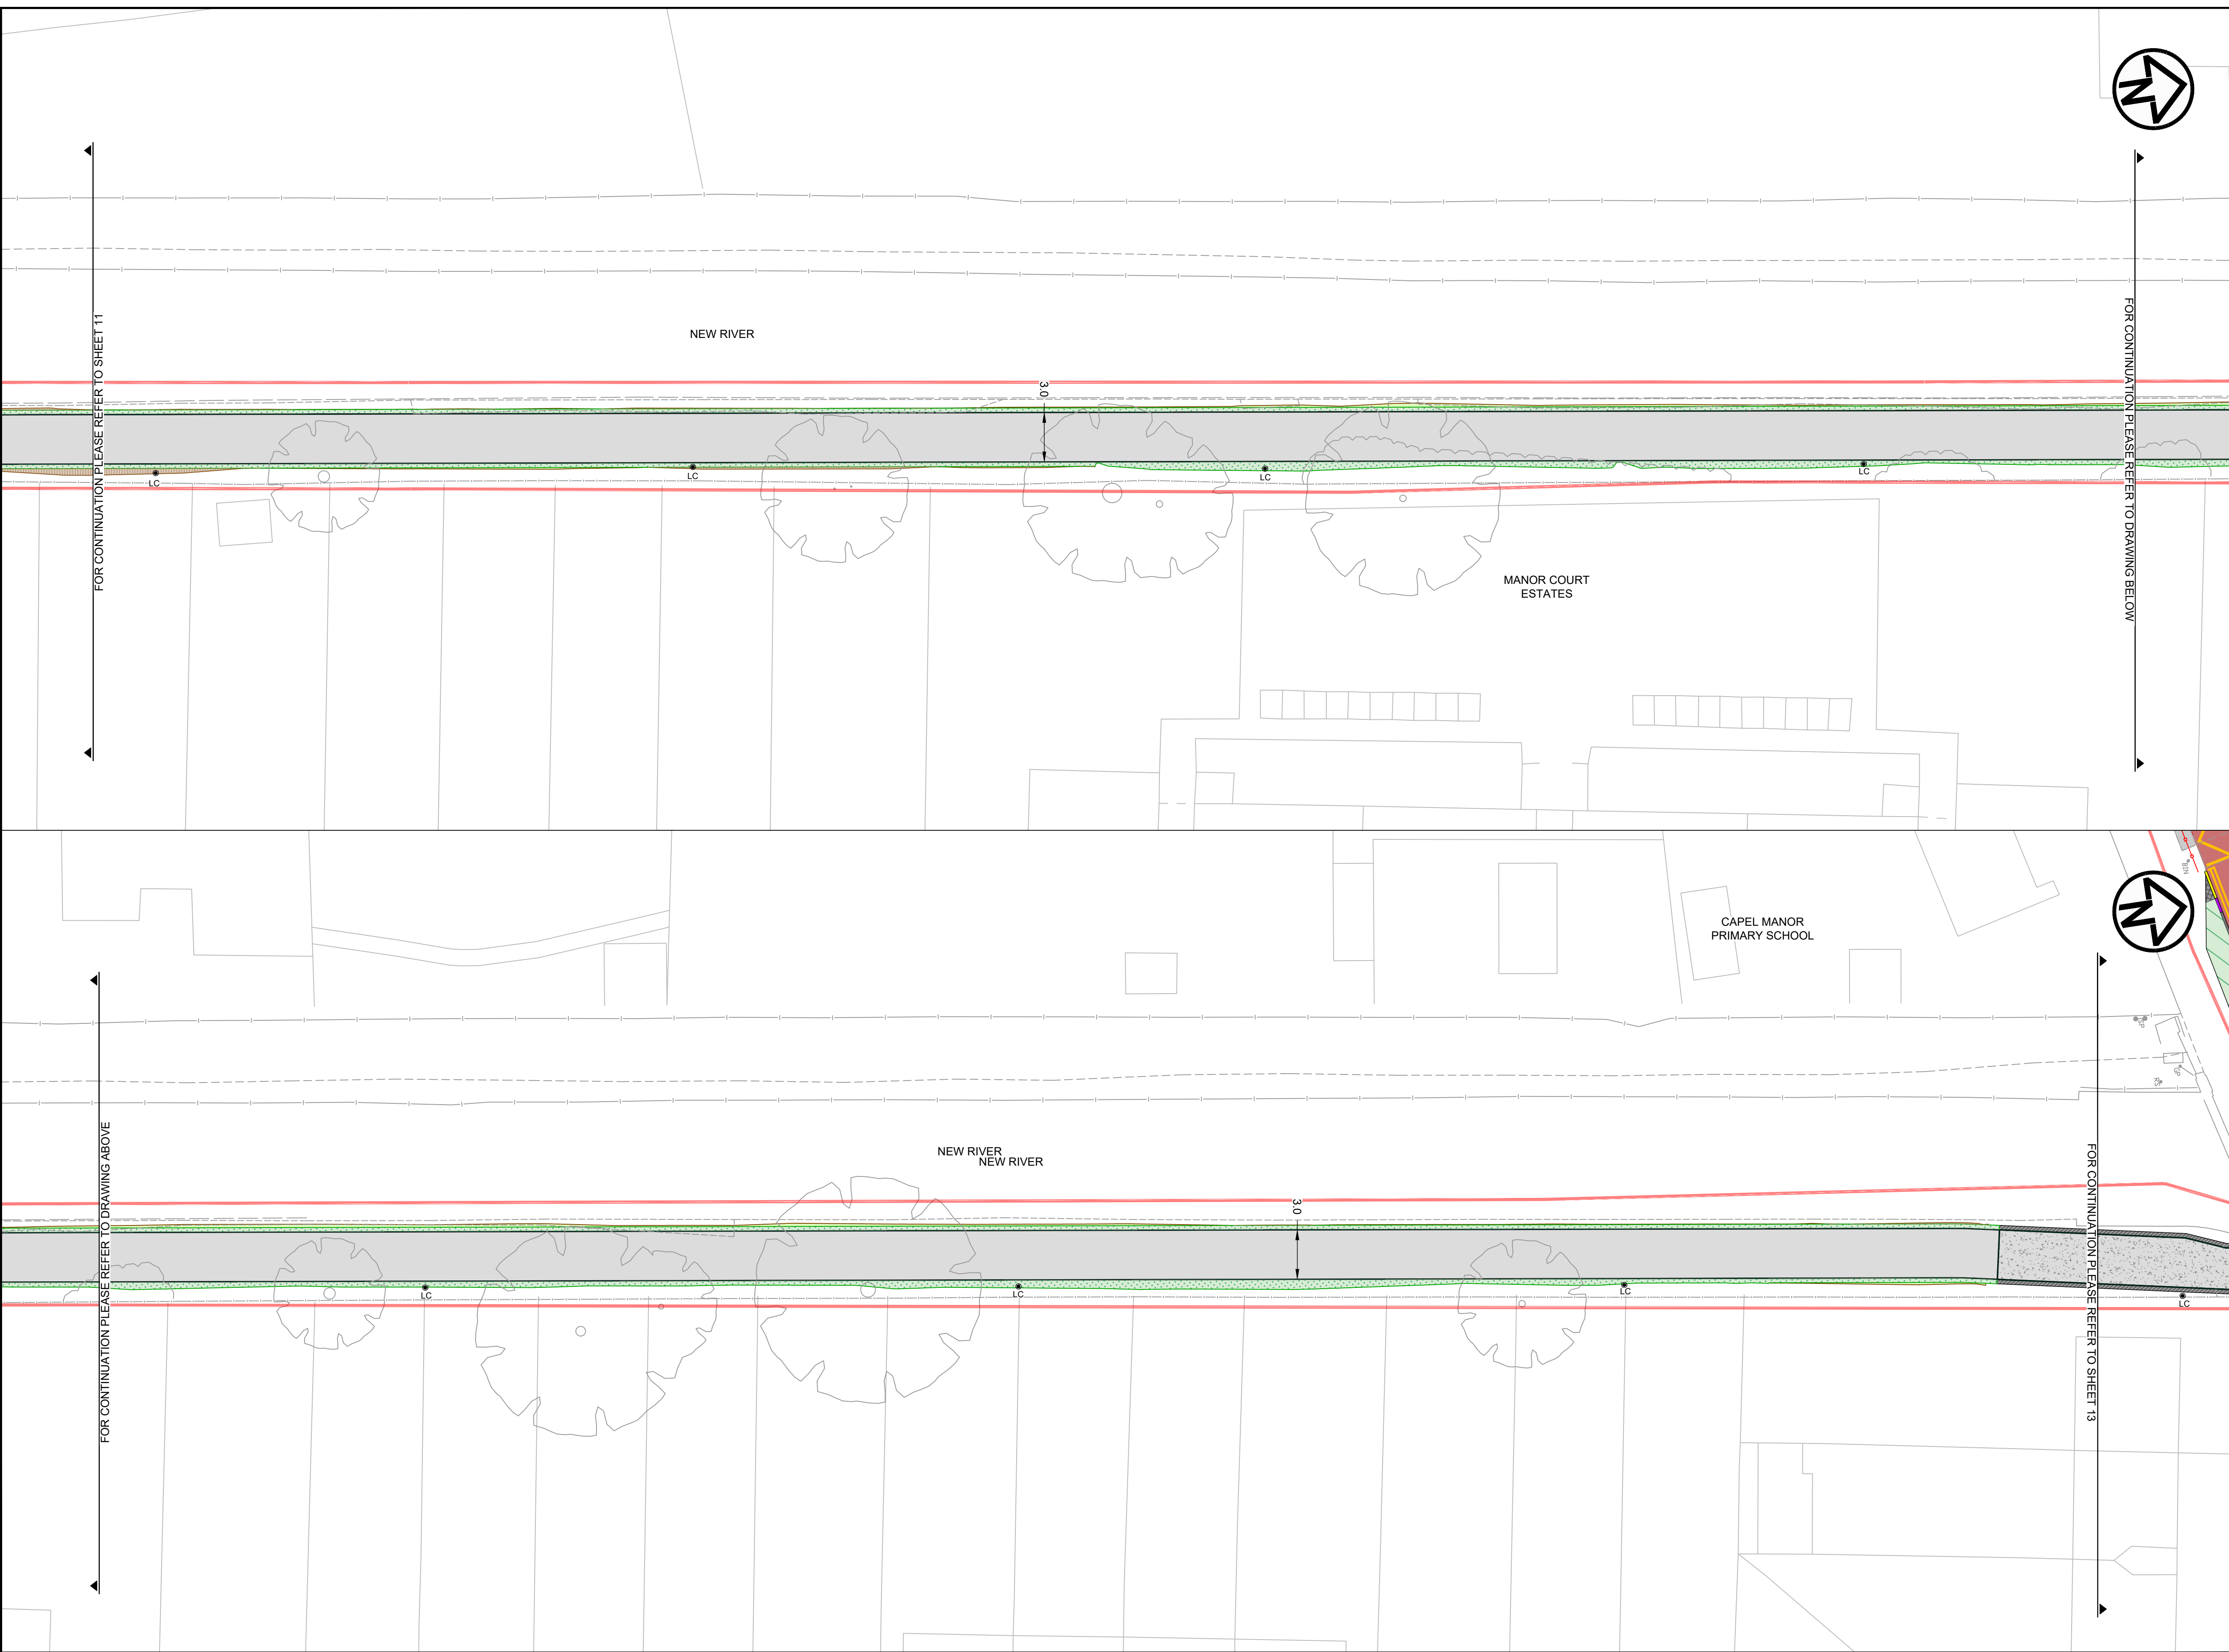 N
FOR CONTINUATION PLEASE REFER TO SHEET 11
FOR CONTINUATION PLEASE REFER TO DRAWING BELOW
NEW RIVER
3.0
LC
LC
LC
LC
MANOR COURT
ESTATES
BIN
N
CAPEL MANOR
PRIMARY SCHOOL
FOR CONTINUATION PLEASE REFER TO DRAWING ABOVE
FOR CONTINUATION PLEASE REFER TO SHEET 13
NEW RIVER
NEW RIVER
3.0
LC
LC
LC
LC